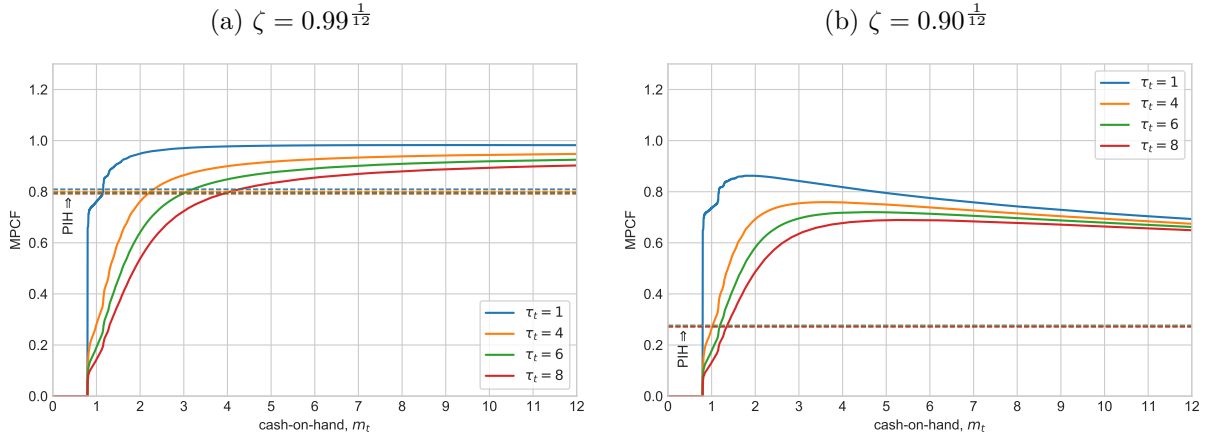 (a) ζ = 0.99^{1/12}
MPCF
1.2
1.0
0.8
0.6
0.4
0.2
0.0
PIH⇒
τ_t = 1
τ_t = 4
τ_t = 6
τ_t = 8
0 1 2 3 4 5 6 7 8 9 10 11 12
cash-on-hand, m_t
(b) ζ = 0.90^{1/12}
MPCF
1.2
1.0
0.8
0.6
0.4
0.2
0.0
PIH⇒
τ_t = 1
τ_t = 4
τ_t = 6
τ_t = 8
0 1 2 3 4 5 6 7 8 9 10 11 12
cash-on-hand, m_t